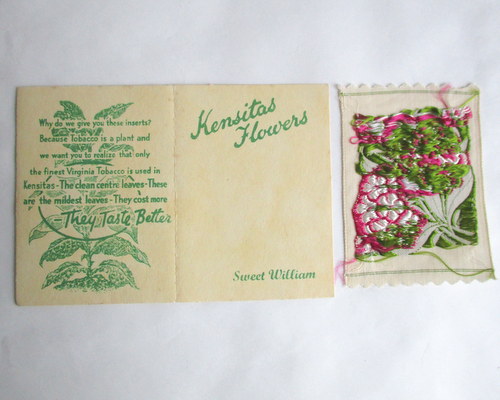 Why do we give you these inserts?
Because Tobacco is a plant and
we want you to realize that only
the finest Virginia Tobacco is used in
Kensitas - The clean centre leaves - These
are the mildest leaves - They cost more
- They Taste Better
Kensitas
Flowers
Sweet William